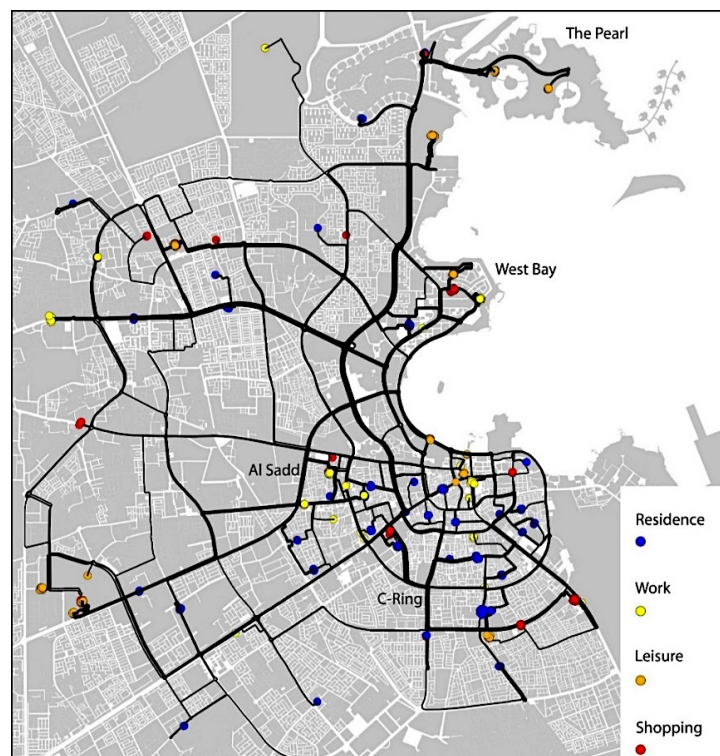 The Pearl
West Bay
Al Sadd
C-Ring
Residence
Work
Leisure
Shopping